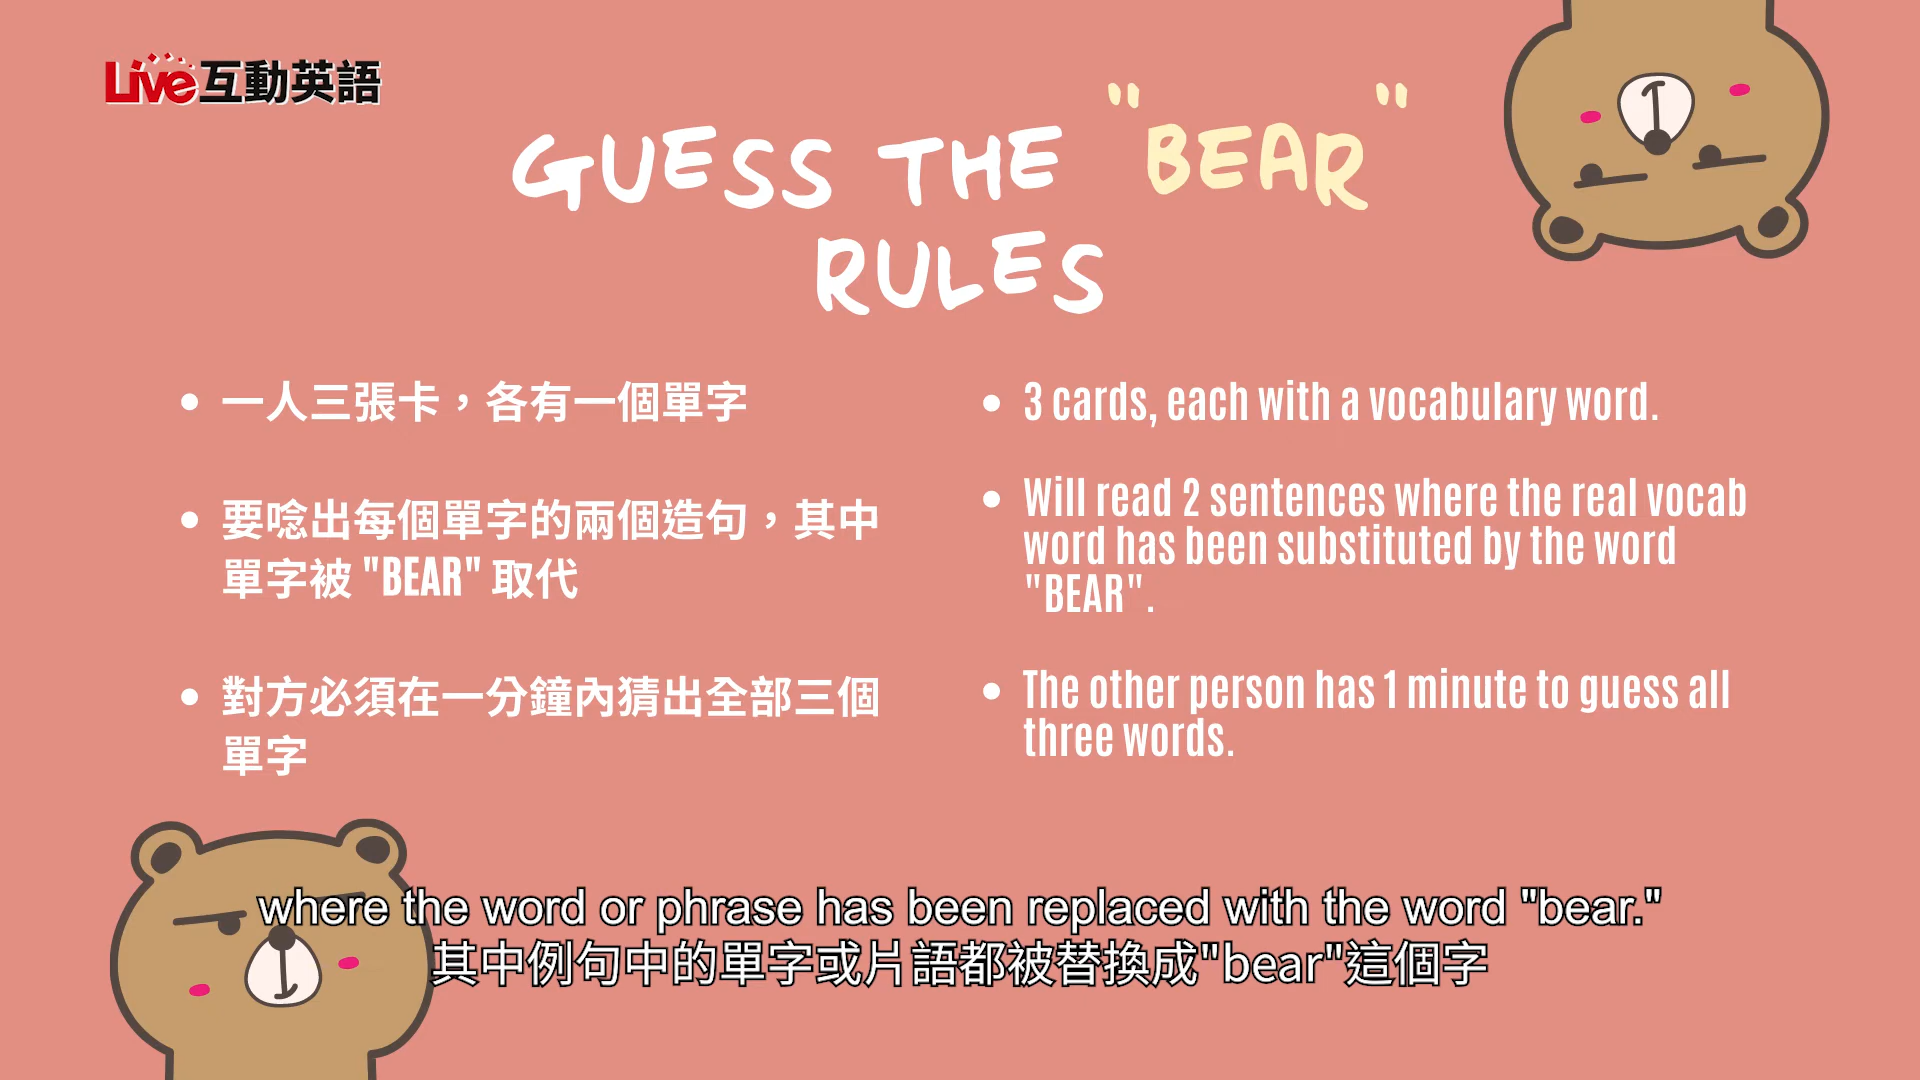 Live互動英語
GUESS THE "BEAR"
RULES
一人三張卡，各有一個單字
要唸出每個單字的兩個造句，其中
單字被 "BEAR" 取代
對方必須在一分鐘內猜出全部三個
單字
3 cards, each with a vocabulary word.
Will read 2 sentences where the real vocab
word has been substituted by the word
"BEAR".
The other person has 1 minute to guess all
three words.
where the word or phrase has been replaced with the word "bear."
其中例句中的單字或片語都被替換成"bear"這個字